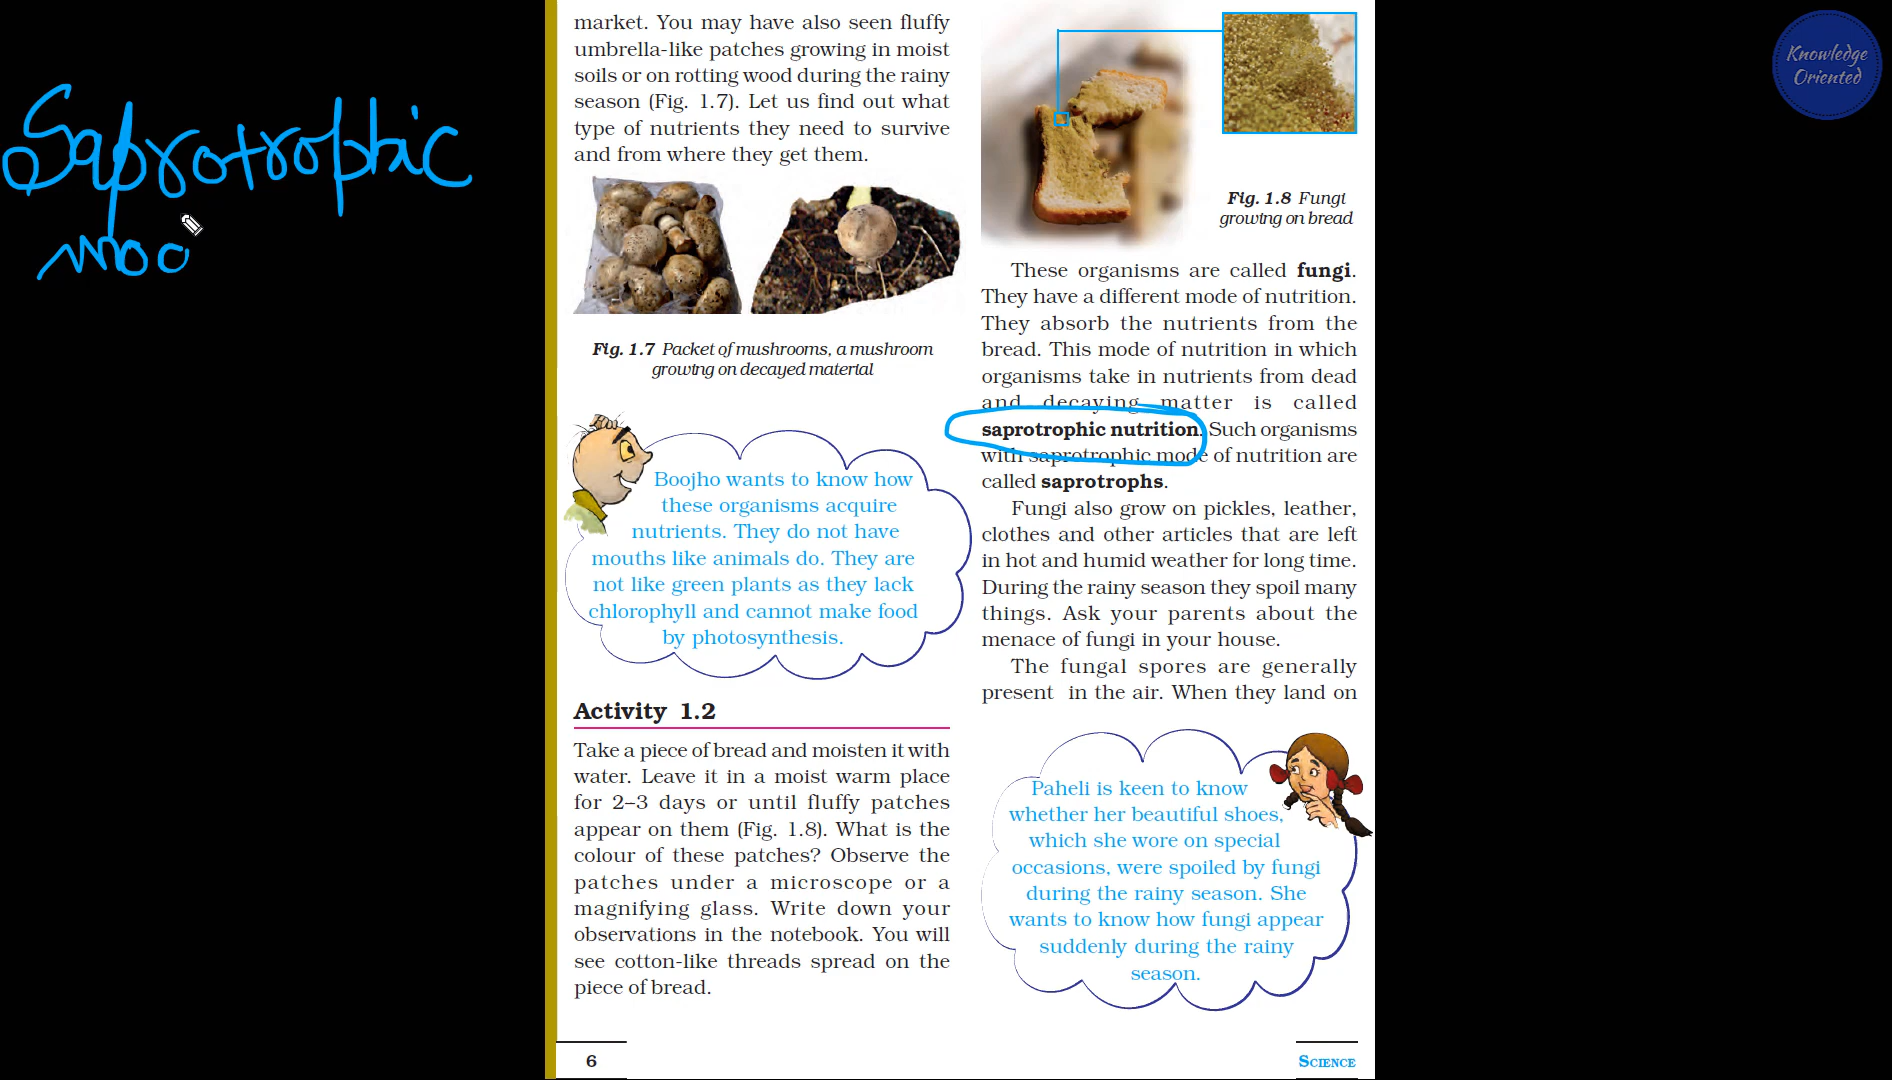 Saprotrophic
moo
market. You may have also seen fluffy
umbrella-like patches growing in moist
soils or on rotting wood during the rainy
season (Fig. 1.7). Let us find out what
type of nutrients they need to survive
and from where they get them.
Fig. 1.7 Packet of mushrooms, a mushroom
growing on decayed material
Boojho wants to know how
these organisms acquire
nutrients. They do not have
mouths like animals do. They are
not like green plants as they lack
chlorophyll and cannot make food
by photosynthesis.
Activity 1.2
Take a piece of bread and moisten it with
water. Leave it in a moist warm place
for 2–3 days or until fluffy patches
appear on them (Fig. 1.8). What is the
colour of these patches? Observe the
patches under a microscope or a
magnifying glass. Write down your
observations in the notebook. You will
see cotton-like threads spread on the
piece of bread.
6
Fig. 1.8 Fungi
growing on bread
These organisms are called fungi.
They have a different mode of nutrition.
They absorb the nutrients from the
bread. This mode of nutrition in which
organisms take in nutrients from dead
and decaying matter is called
saprotrophic nutrition. Such organisms
with saprotrophic mode of nutrition are
called saprotrophs.
Fungi also grow on pickles, leather,
clothes and other articles that are left
in hot and humid weather for long time.
During the rainy season they spoil many
things. Ask your parents about the
menace of fungi in your house.
The fungal spores are generally
present in the air. When they land on
Paheli is keen to know
whether her beautiful shoes,
which she wore on special
occasions, were spoiled by fungi
during the rainy season. She
wants to know how fungi appear
suddenly during the rainy
season.
SCIENCE
Knowledge
Oriented